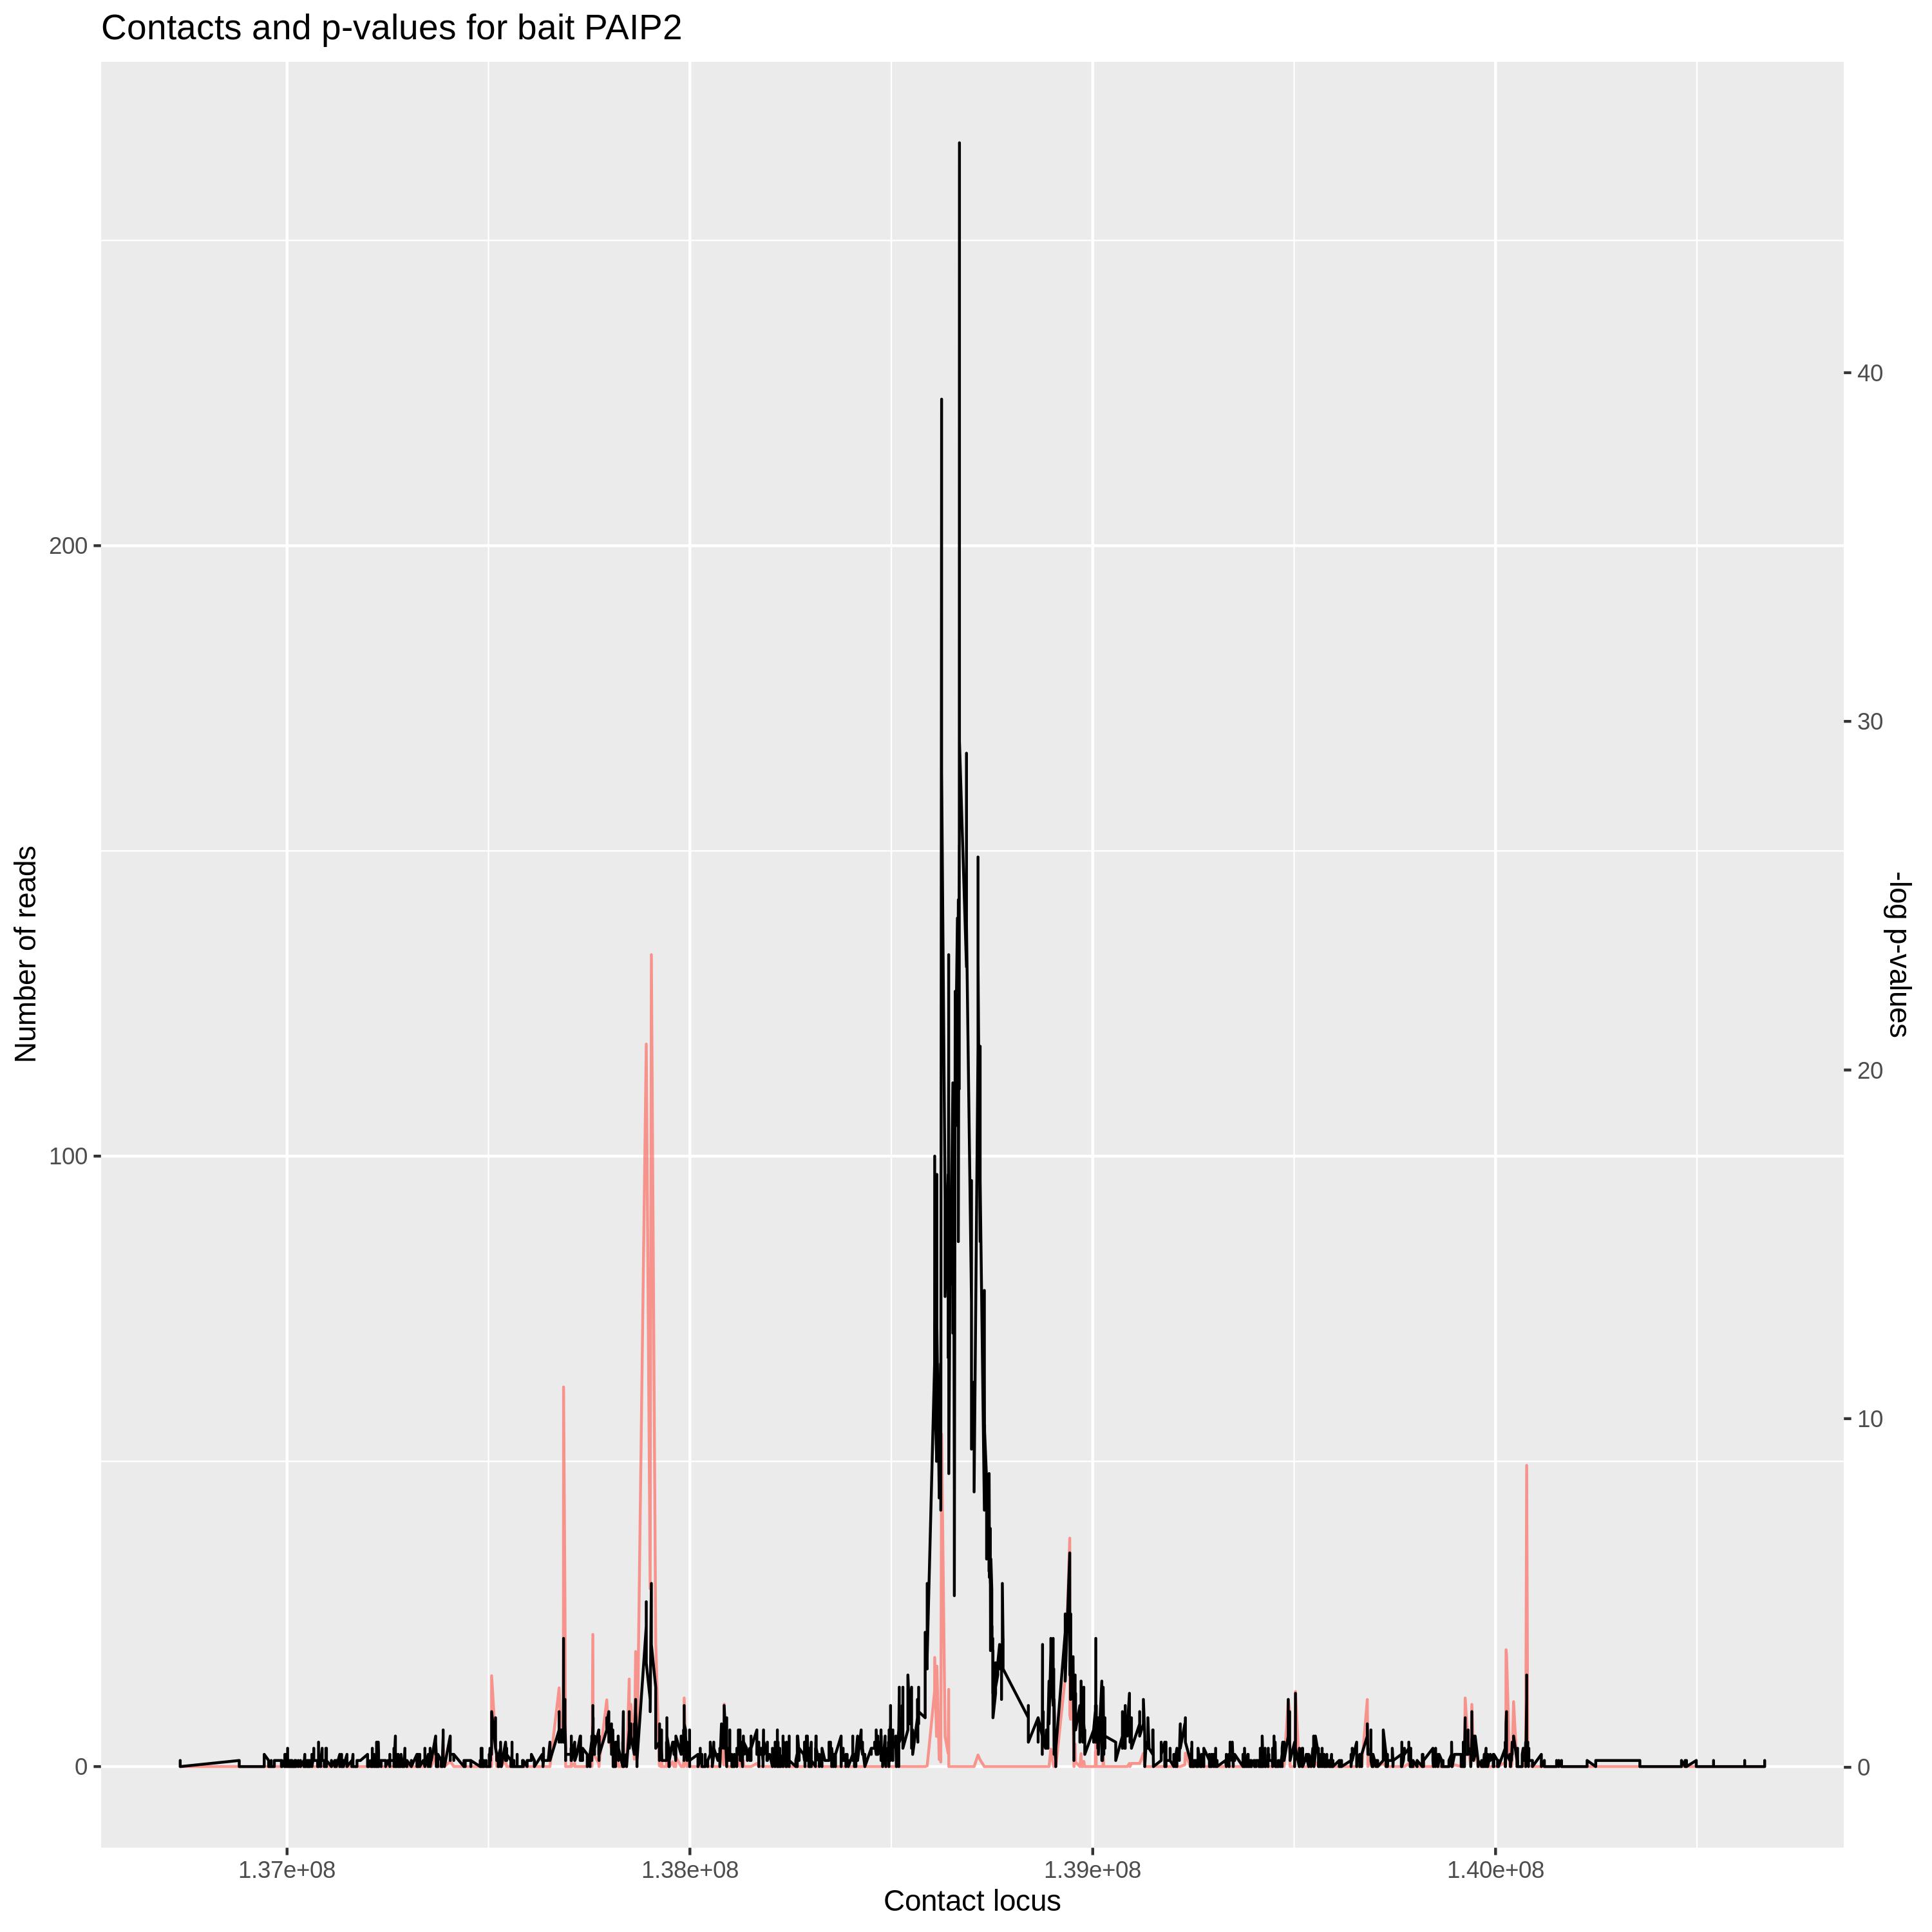 Contacts and p-values for bait PAIP2
Number of reads
200
100
0
40
30
20
10
0
-log p-values
1.37e+08
1.38e+08
1.39e+08
1.40e+08
Contact locus